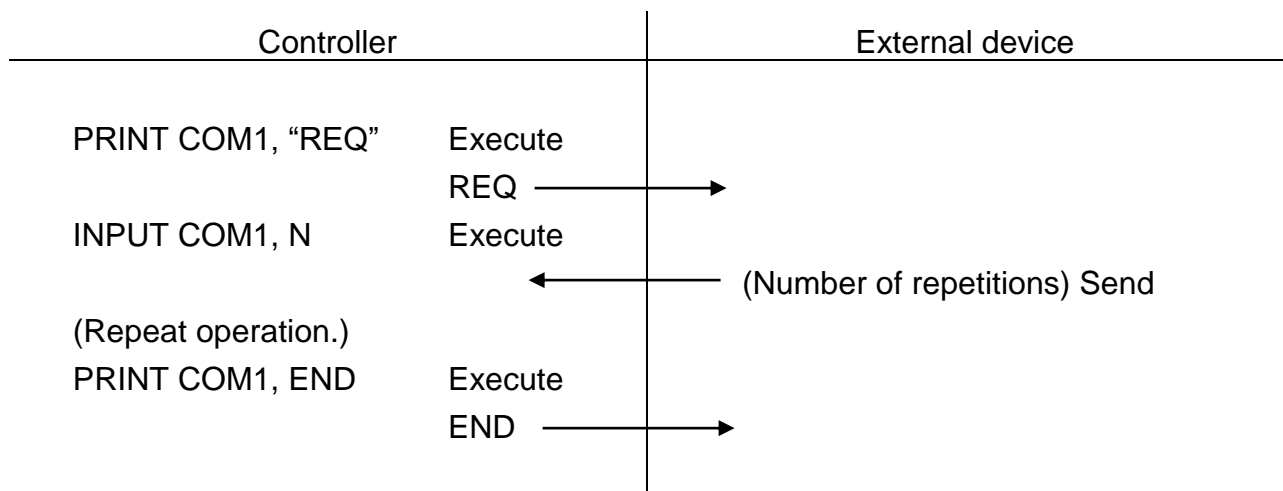 Controller External device
PRINT COM1, “REQ” Execute
REQ
INPUT COM1, N Execute
(Number of repetitions) Send
(Repeat operation.)
PRINT COM1, END Execute
END